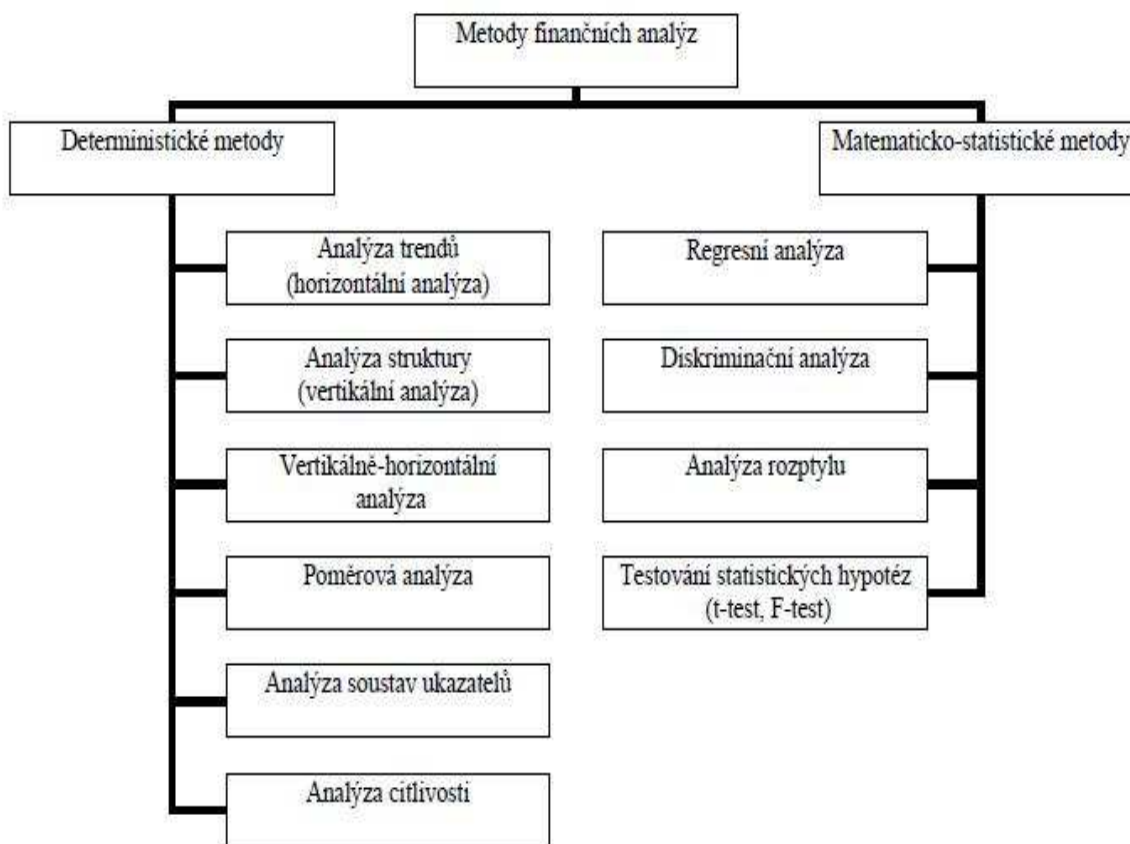 Metody finančních analýz
Deterministické metody
Matematicko-statistické metody
Analýza trendů
(horizontální analýza)
Analýza struktury
(vertikální analýza)
Vertikálně-horizontální
analýza
Poměrová analýza
Analýza soustav ukazatelů
Analýza citlivosti
Regresní analýza
Diskriminační analýza
Analýza rozptylu
Testování statistických hypotéz
(t-test, F-test)